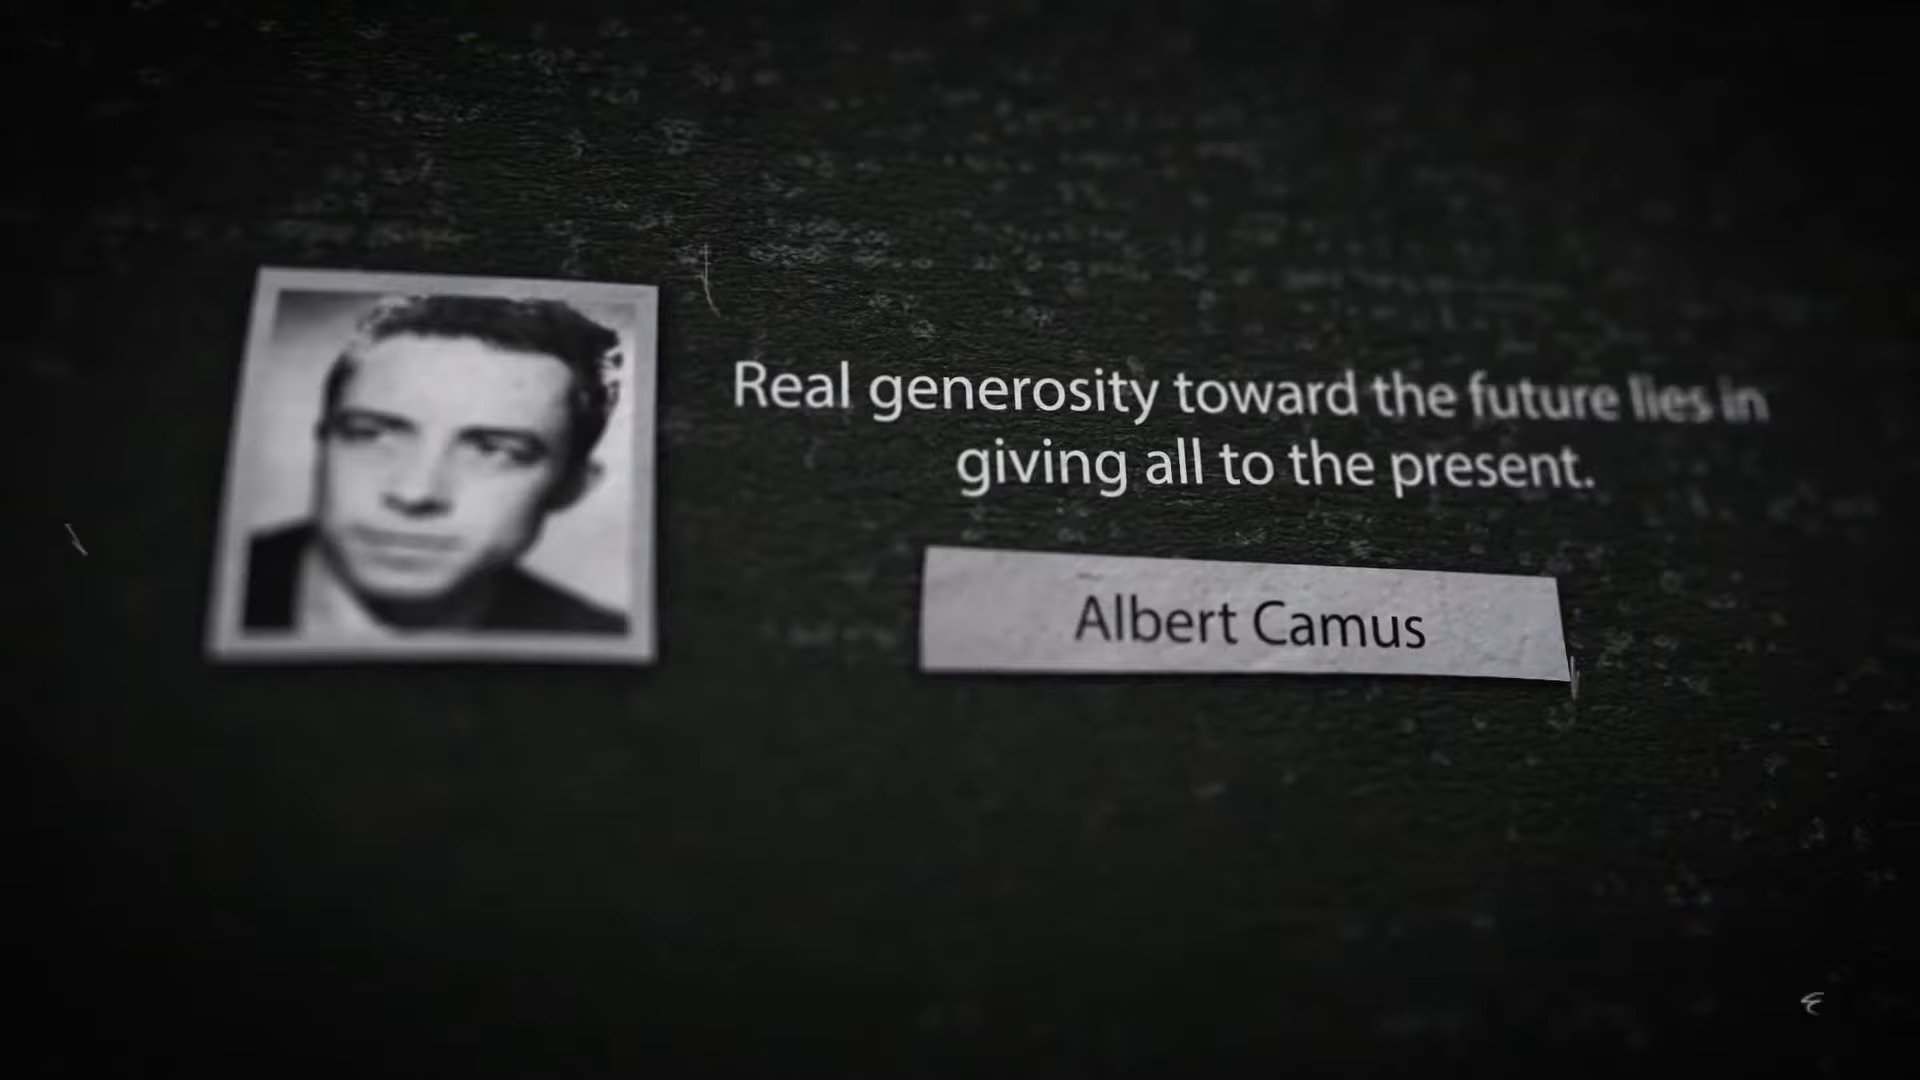 Real generosity toward the future lies in
giving all to the present.
Albert Camus